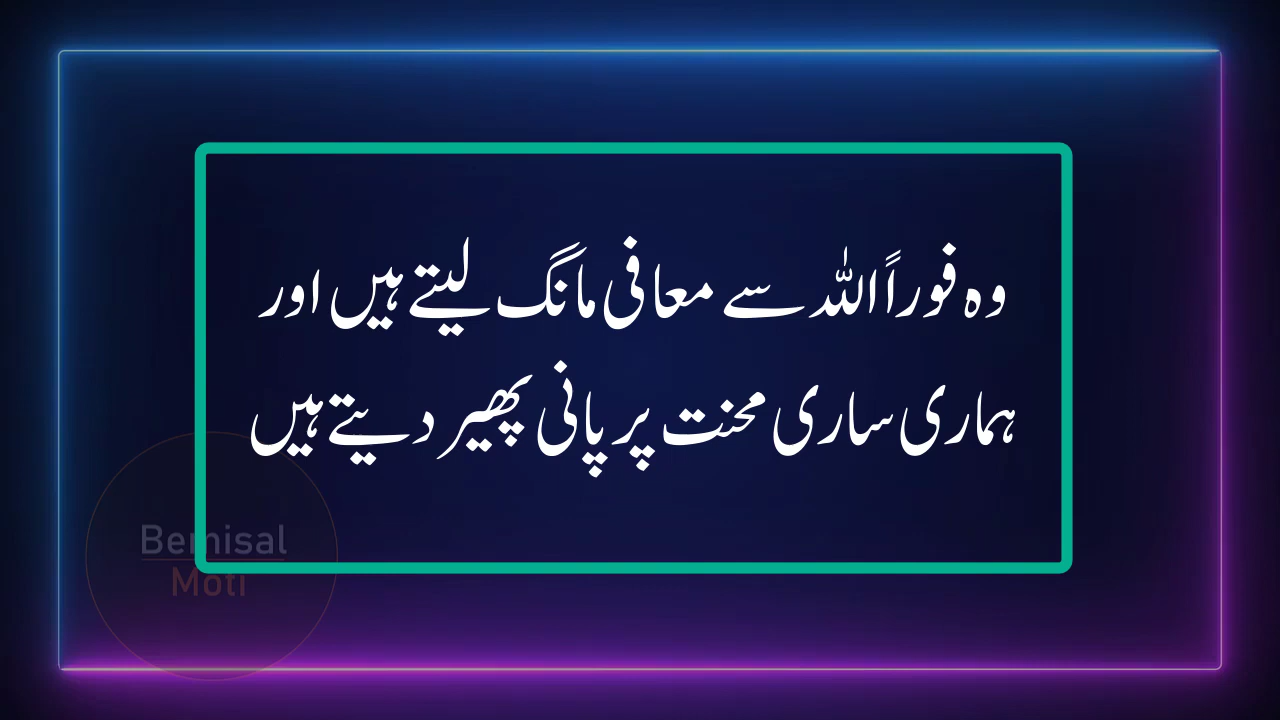 وہ فوراً اللہ سے معافی مانگ لیتے ہیں اور
ہماری ساری محنت پر پانی پھیر دیتے ہیں
Bemisal
Moti